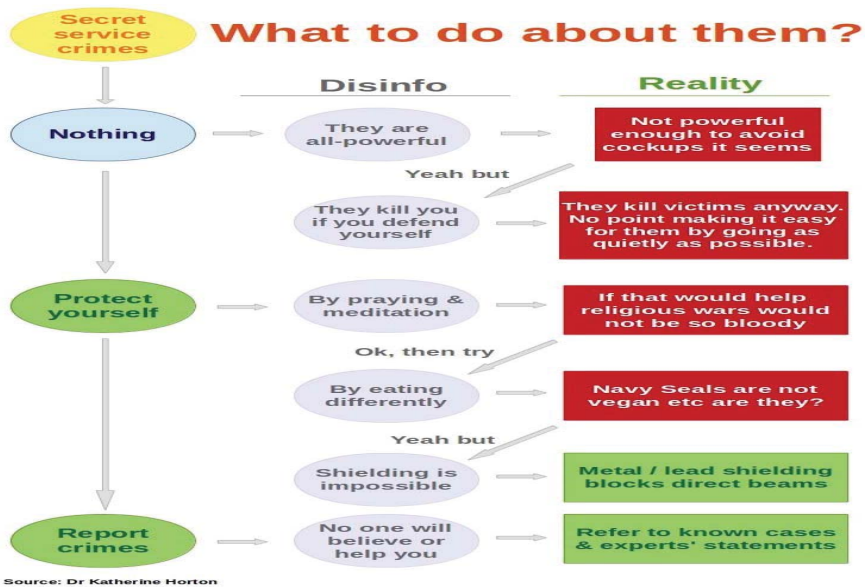 Secret
service
crimes
What to do about them?
Disinfo
Reality
Nothing
They are
all-powerful
Not powerful
enough to avoid
cockups it seems
Yeah but
They kill you
if you defend
yourself
They kill victims anyway.
No point making it easy
for them by going as
quietly as possible.
Protect
yourself
By praying &
meditation
If that would help
religious wars would
not be so bloody
Ok, then try
By eating
differently
Navy Seals are not
vegan etc are they?
Yeah but
Shielding is
impossible
Metal / lead shielding
blocks direct beams
Report
crimes
No one will
believe or
help you
Refer to known cases
& experts' statements
Source: Dr Katherine Horton